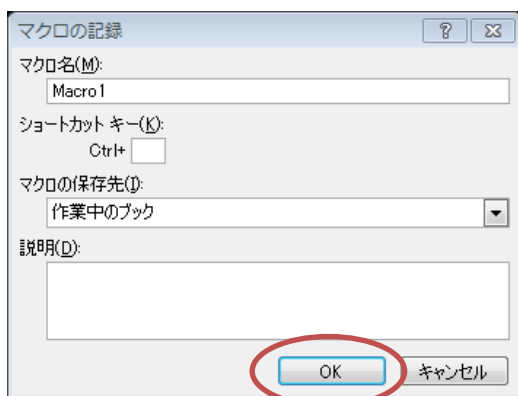 マクロの記録
マクロ名(M):
Macro1
ショートカット キー(K):
Ctrl+
マクロの保存先(I):
作業中のブック
説明(D):
OK キャンセル